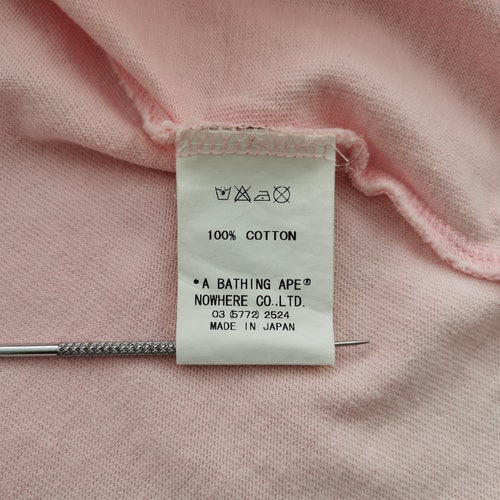 100% COTTON
•A BATHING APE®
NOWHERE CO.,LTD.
03 (5772) 2524
MADE IN JAPAN